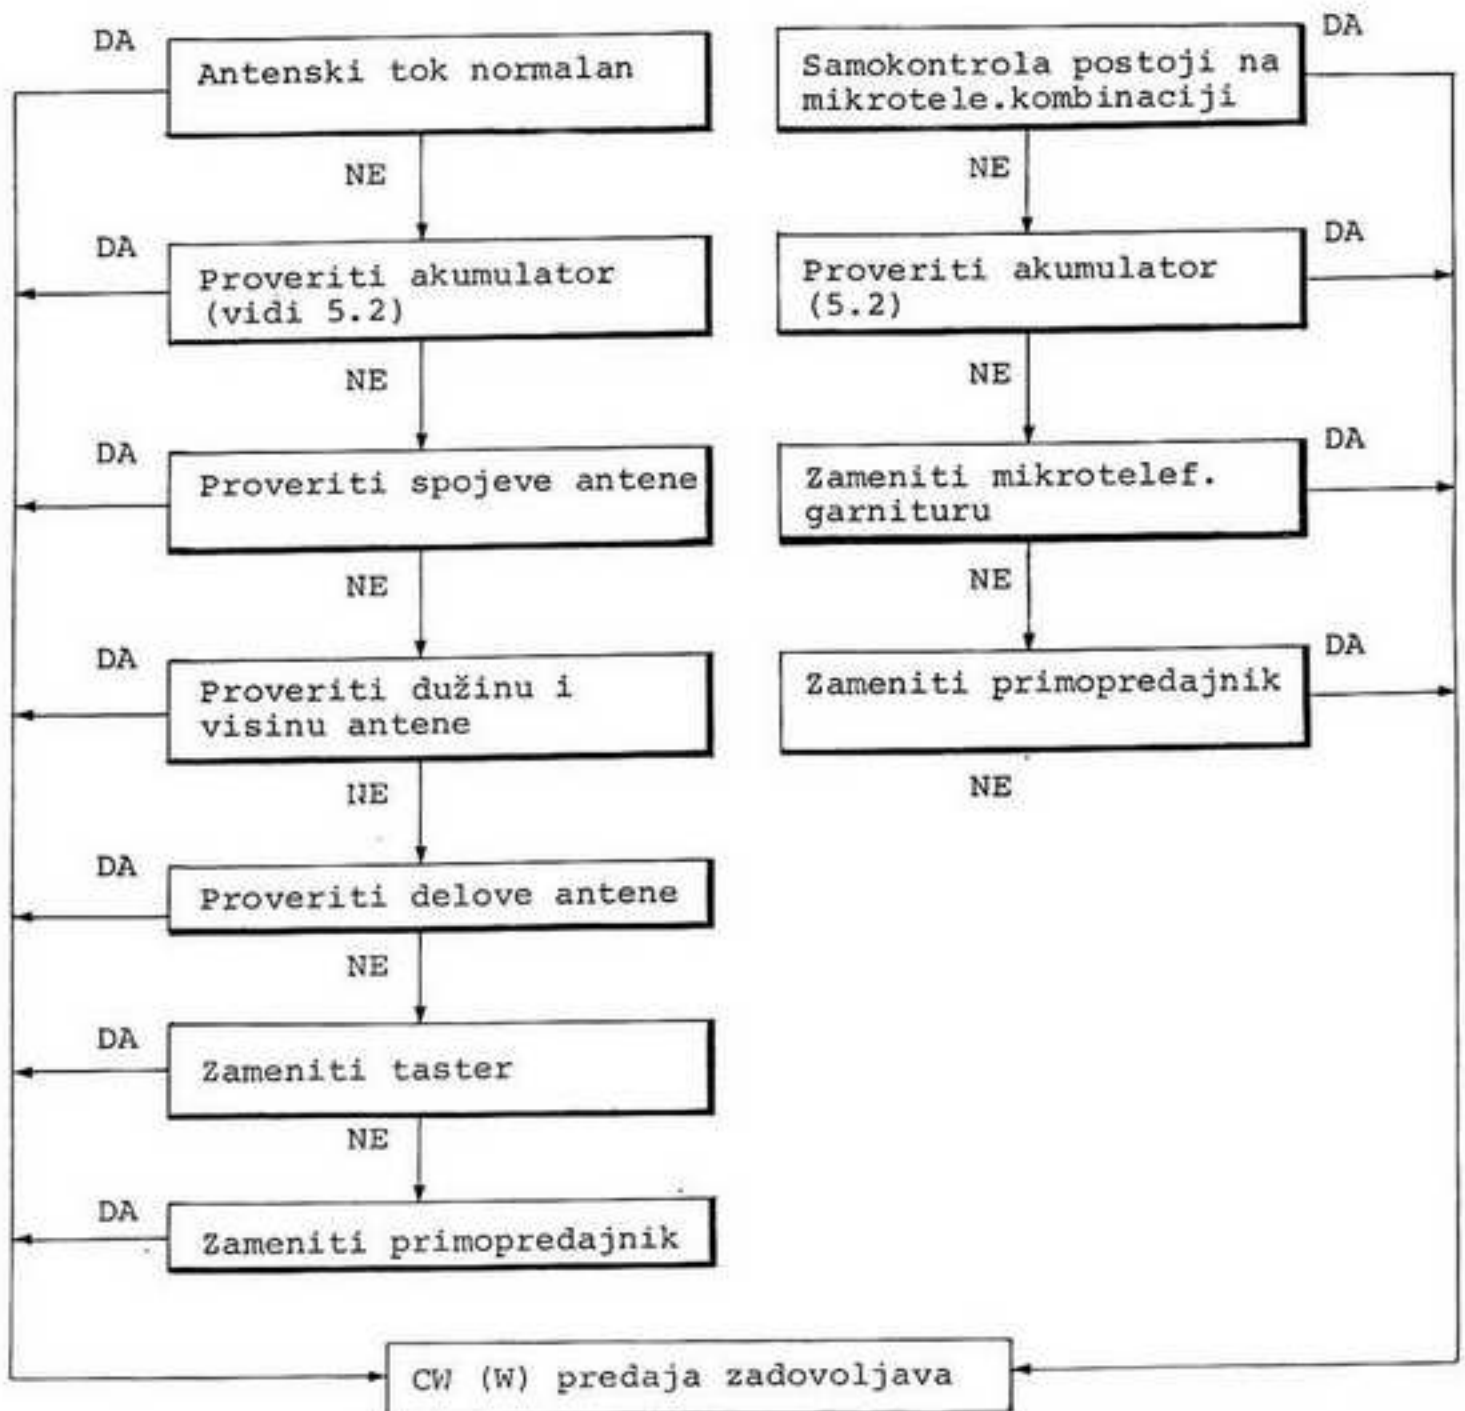 DA
Antenski tok normalan
NE
DA
Proveriti akumulator
(vidi 5.2)
NE
DA
Proveriti spojeve antene
NE
DA
Proveriti dužinu i
visinu antene
NE
DA
Proveriti delove antene
NE
DA
Zameniti taster
NE
DA
Zameniti primopredajnik
DA
Samokontrola postoji na
mikrotele.kombinaciji
NE
DA
Proveriti akumulator
(5.2)
NE
DA
Zameniti mikrotelef.
garnituru
NE
DA
Zameniti primopredajnik
NE
CW (W) predaja zadovoljava